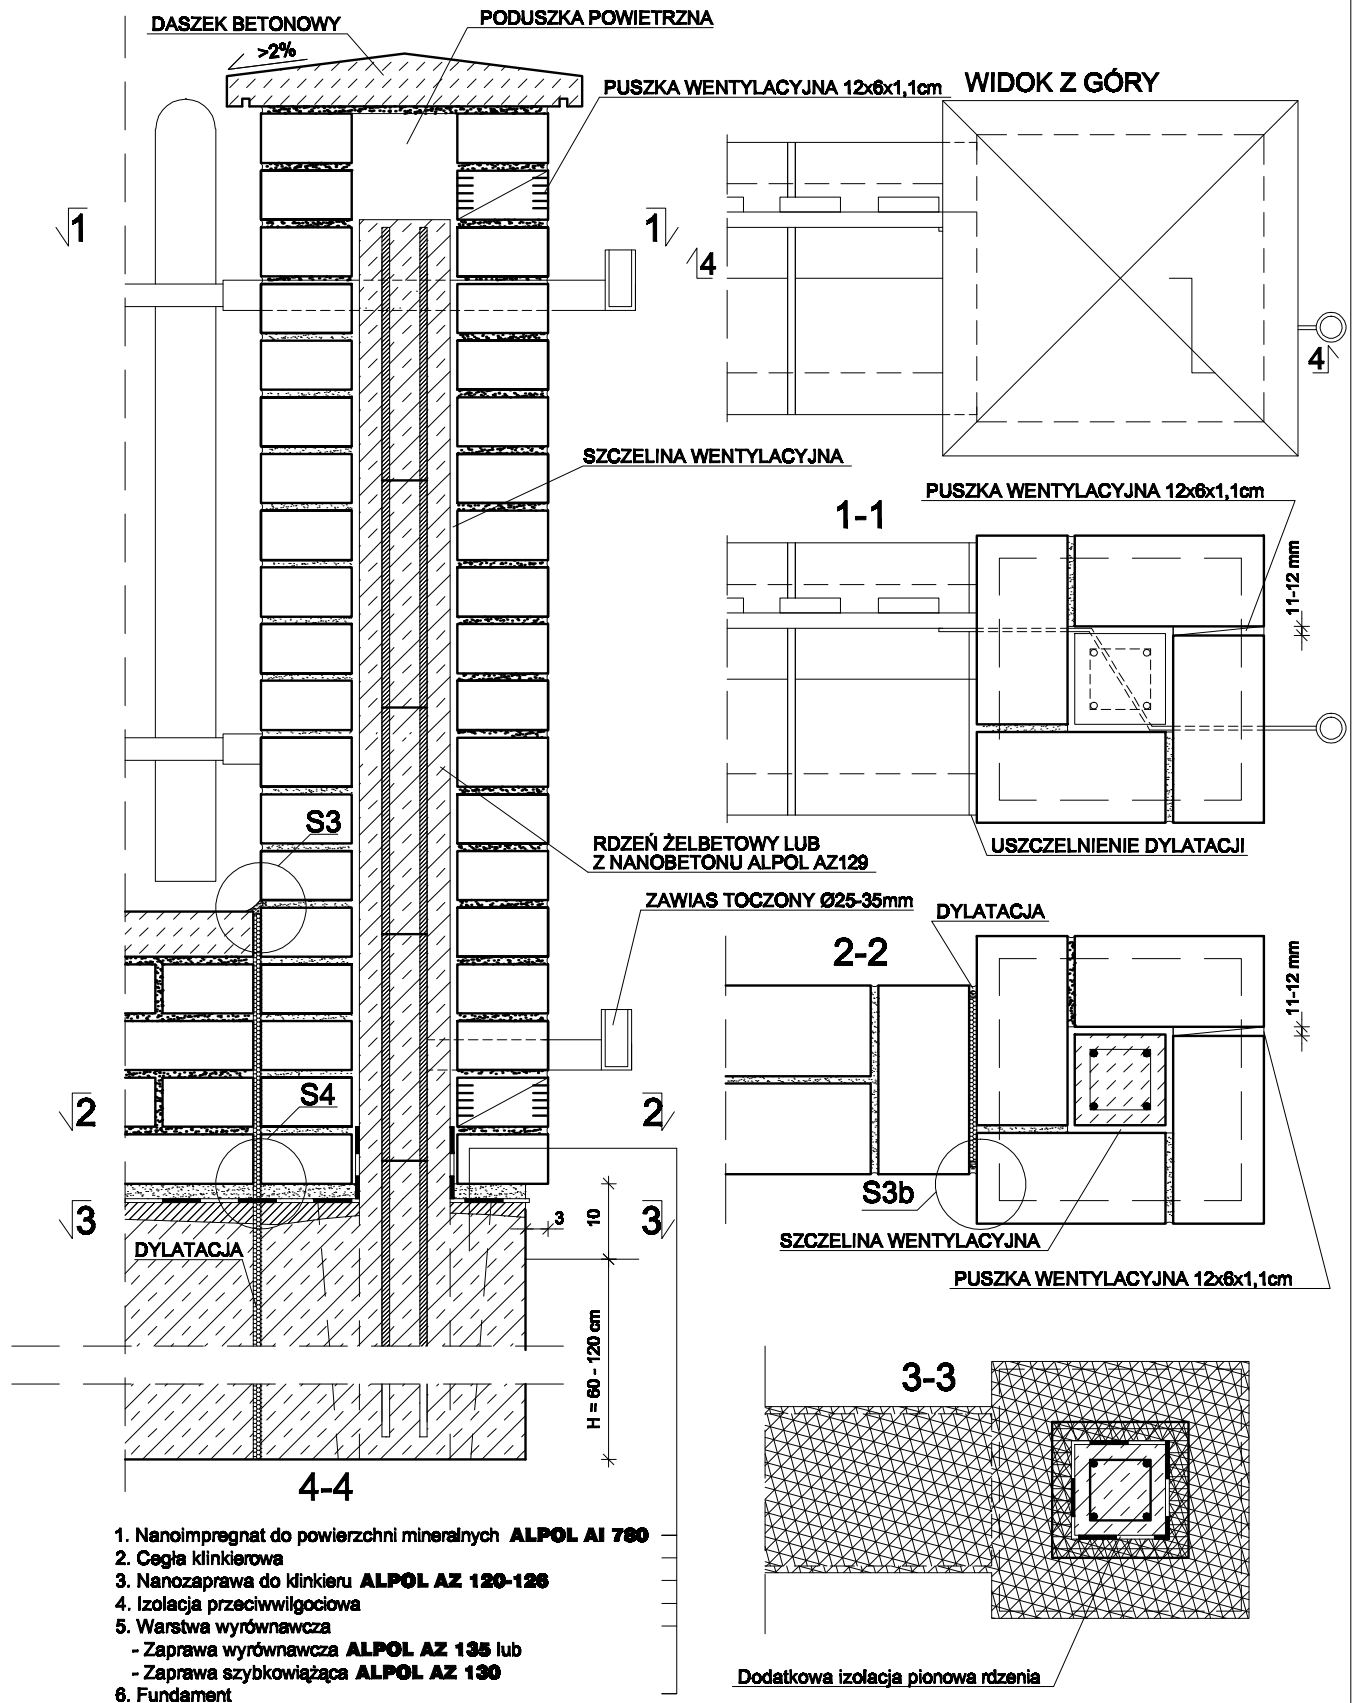 DASZEK BETONOWY
PODUSZKA POWIETRZNA
>2%
PUSZKA WENTYLACYJNA 12x6x1,1cm
WIDOK Z GÓRY
1
1
4
4
SZCZELINA WENTYLACYJNA
PUSZKA WENTYLACYJNA 12x6x1,1cm
1-1
11-12 mm
S3
RDZEŃ ŻELBETOWY LUB
Z NANOBETONU ALPOL AZ129
USZCZELNIENIE DYLATACJI
ZAWIAS TOCZONY Ø25-35mm
DYLATACJA
2-2
11-12 mm
S4
2
2
S3b
3
3
3
10
DYLATACJA
SZCZELINA WENTYLACYJNA
PUSZKA WENTYLACYJNA 12x6x1,1cm
H = 60 - 120 cm
3-3
4-4
1. Nanoimpregnat do powierzchni mineralnych ALPOL AI 780
2. Cegła klinkierowa
3. Nanozaprawa do klinkieru ALPOL AZ 120-126
4. Izolacja przeciwwilgociowa
5. Warstwa wyrównawcza
- Zaprawa wyrównawcza ALPOL AZ 135 lub
- Zaprawa szybkowiążąca ALPOL AZ 130
6. Fundament
Dodatkowa izolacja pionowa rdzenia